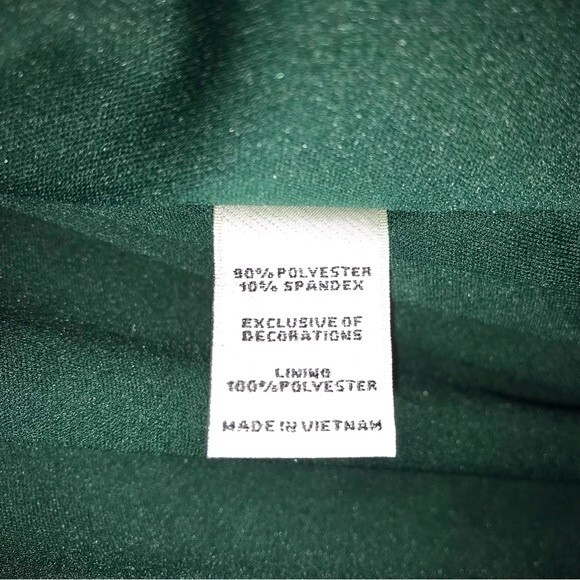 90% POLYESTER
10% SPANDEX
EXCLUSIVE OF
DECORATIONS
LINING
100% POLYESTER
MADE IN VIETNAM